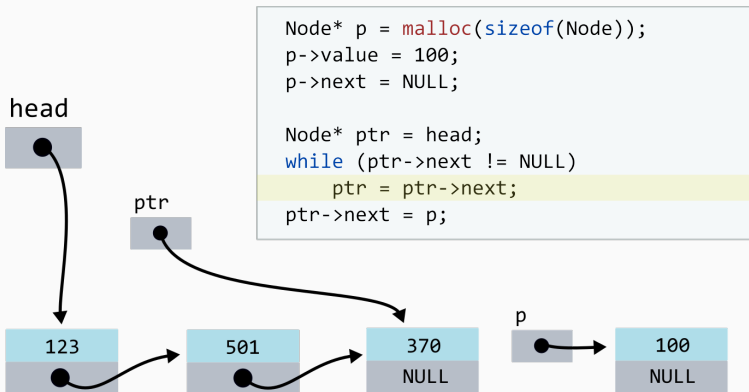 Node* p = malloc(sizeof(Node));
p->value = 100;
p->next = NULL;
Node* ptr = head;
while (ptr->next != NULL)
    ptr = ptr->next;
ptr->next = p;
head
ptr
p
123
501
370
100
NULL
NULL